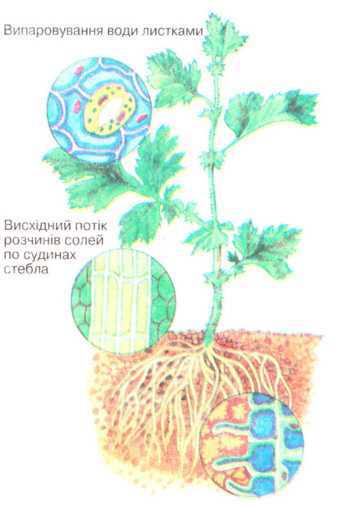 Випаровування води листками
Висхідний потік
розчинів солей
по судинах
стебла